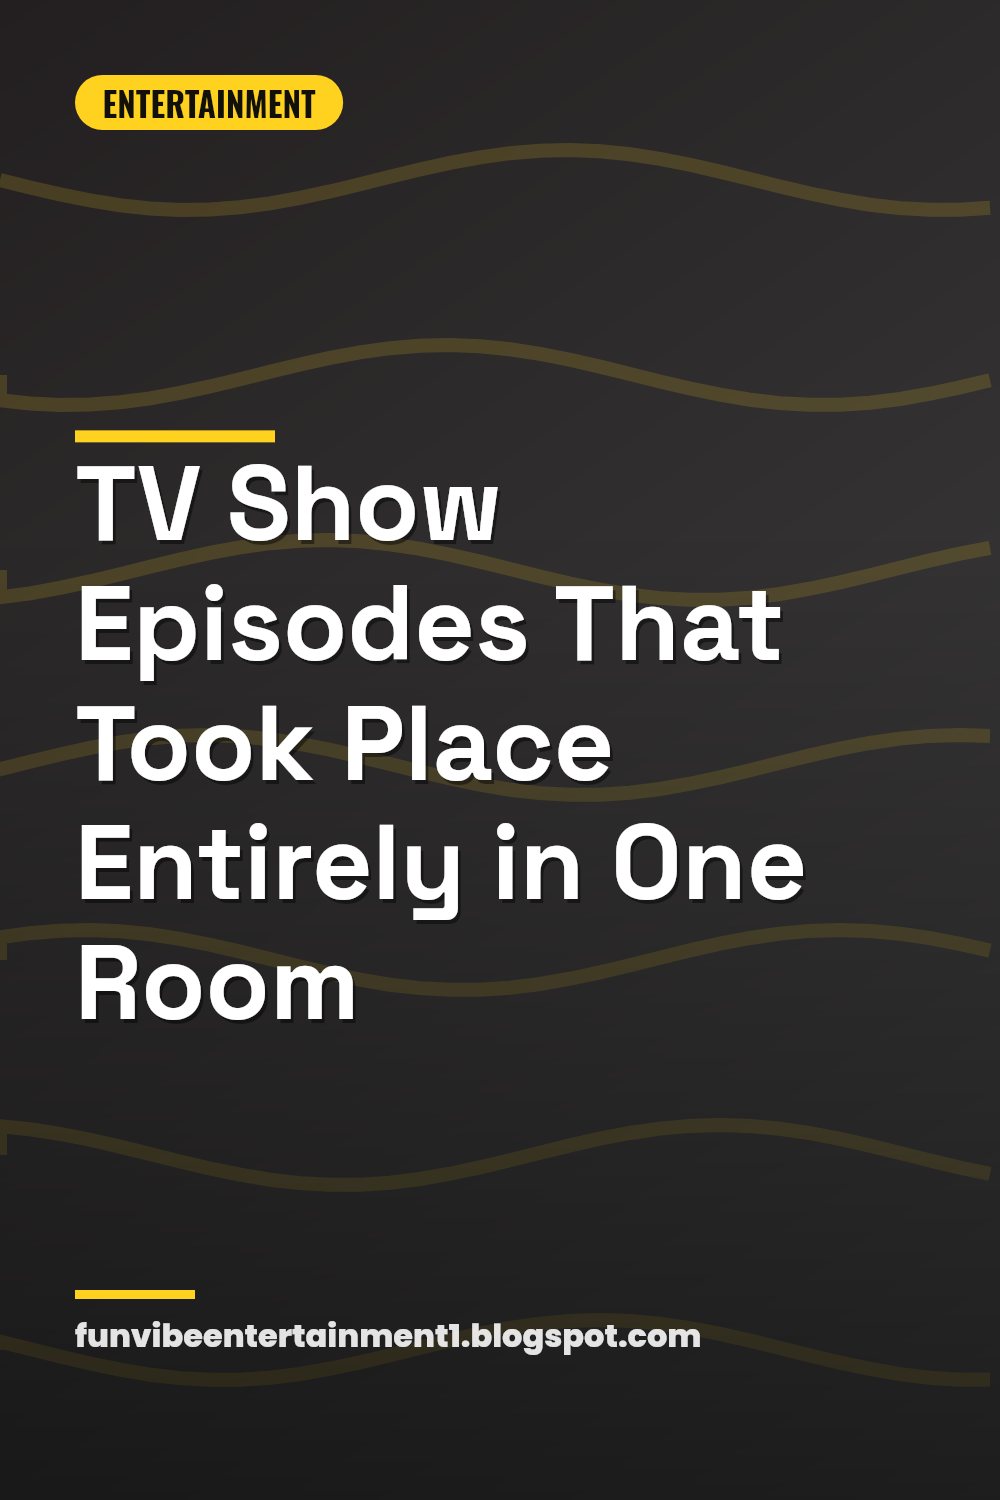 ENTERTAINMENT
TV Show
Episodes That
Took Place
Entirely in One
Room
funvibeentertainment1.blogspot.com